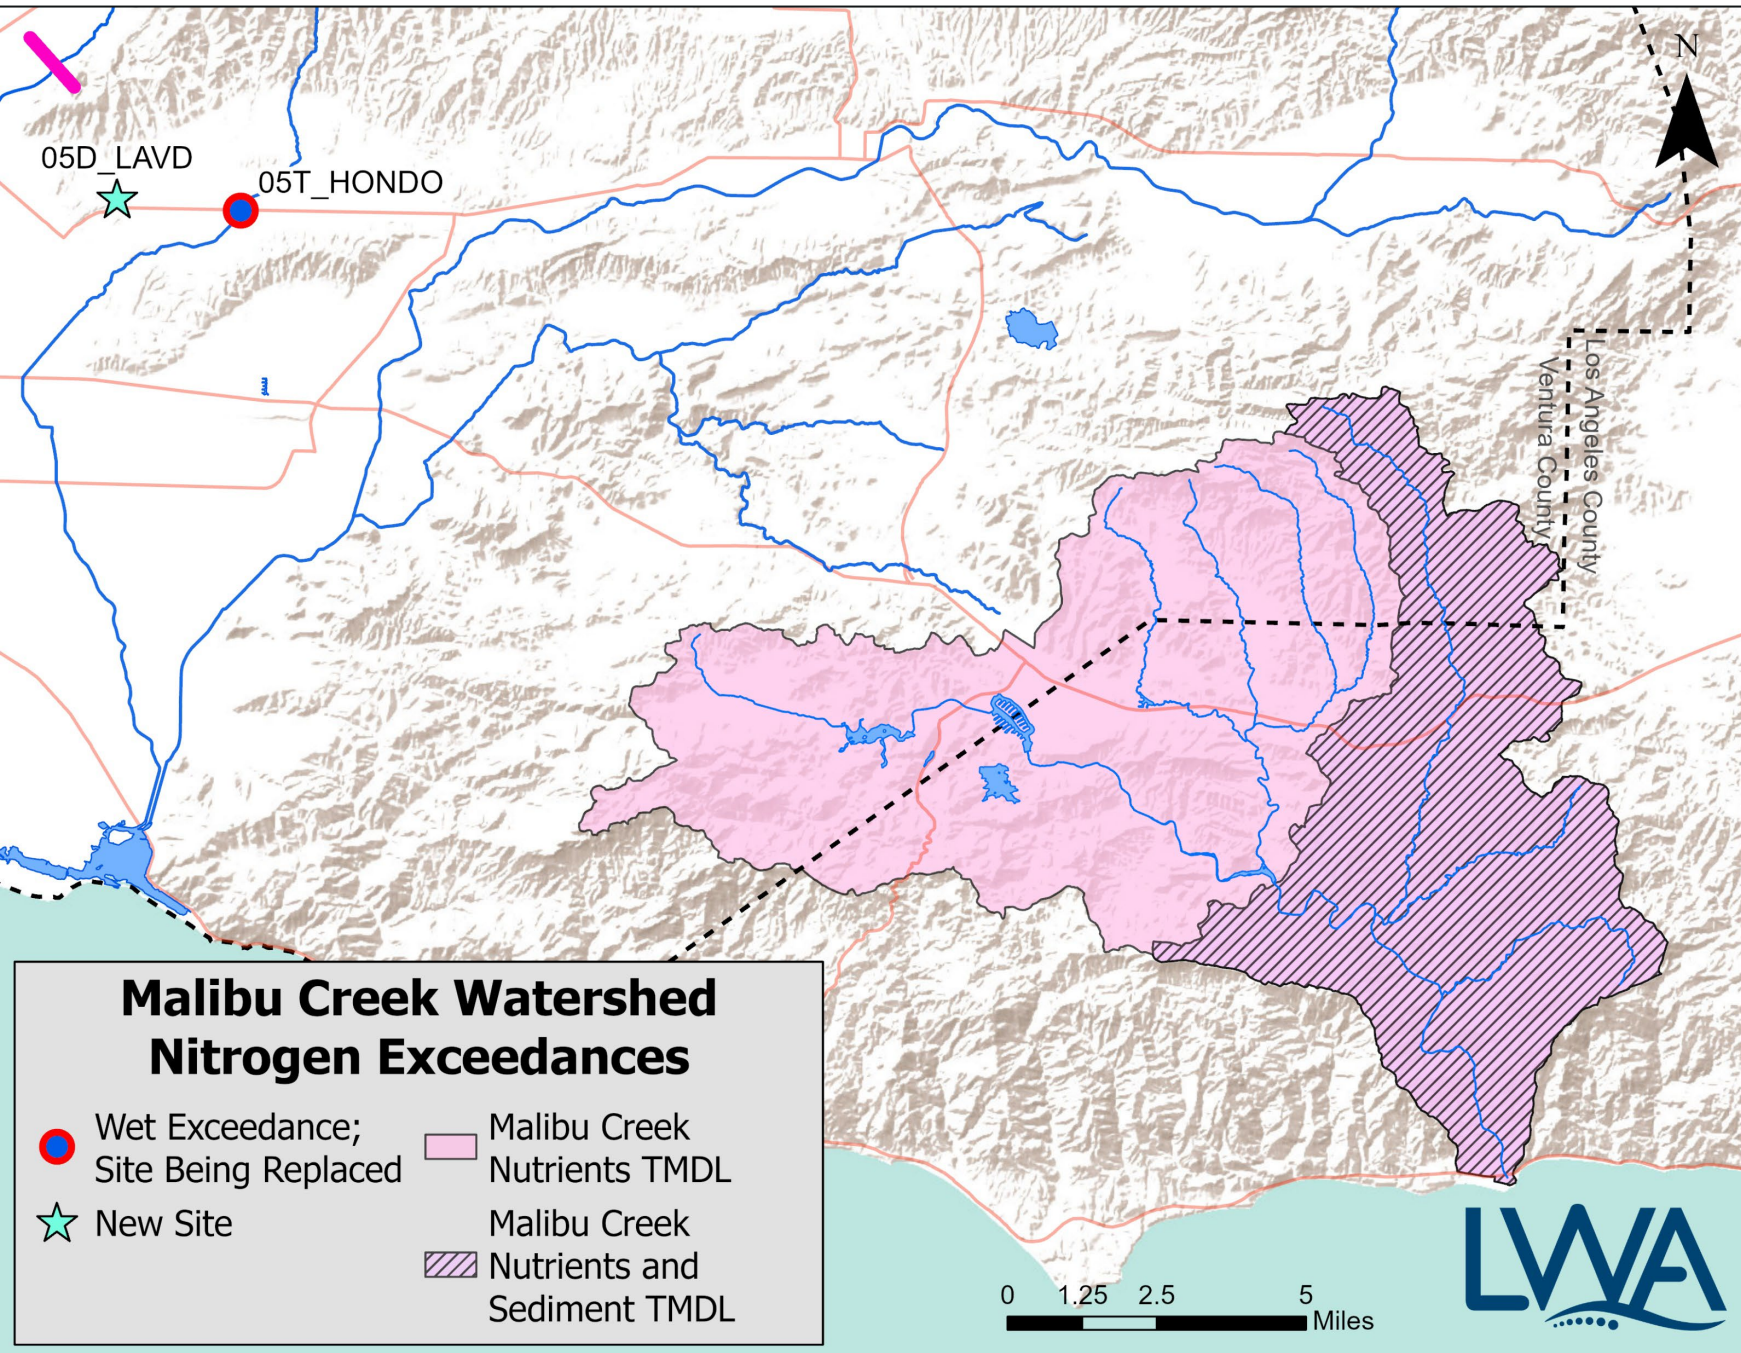 N
05D_LAVD
05T_HONDO
Los Angeles County
Ventura County
Malibu Creek Watershed
Nitrogen Exceedances
Wet Exceedance;
Site Being Replaced
New Site
Malibu Creek
Nutrients TMDL
Malibu Creek
Nutrients and
Sediment TMDL
0 1.25 2.5 5
Miles
LWA